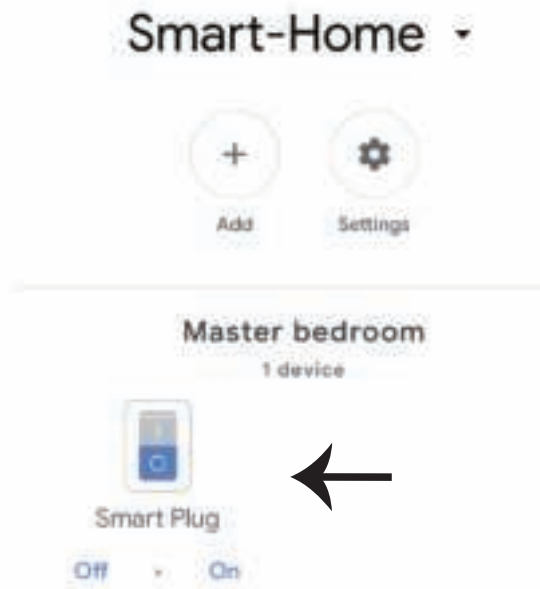 Smart-Home
Add Settings
Master bedroom
1 device
Smart Plug
Off • On